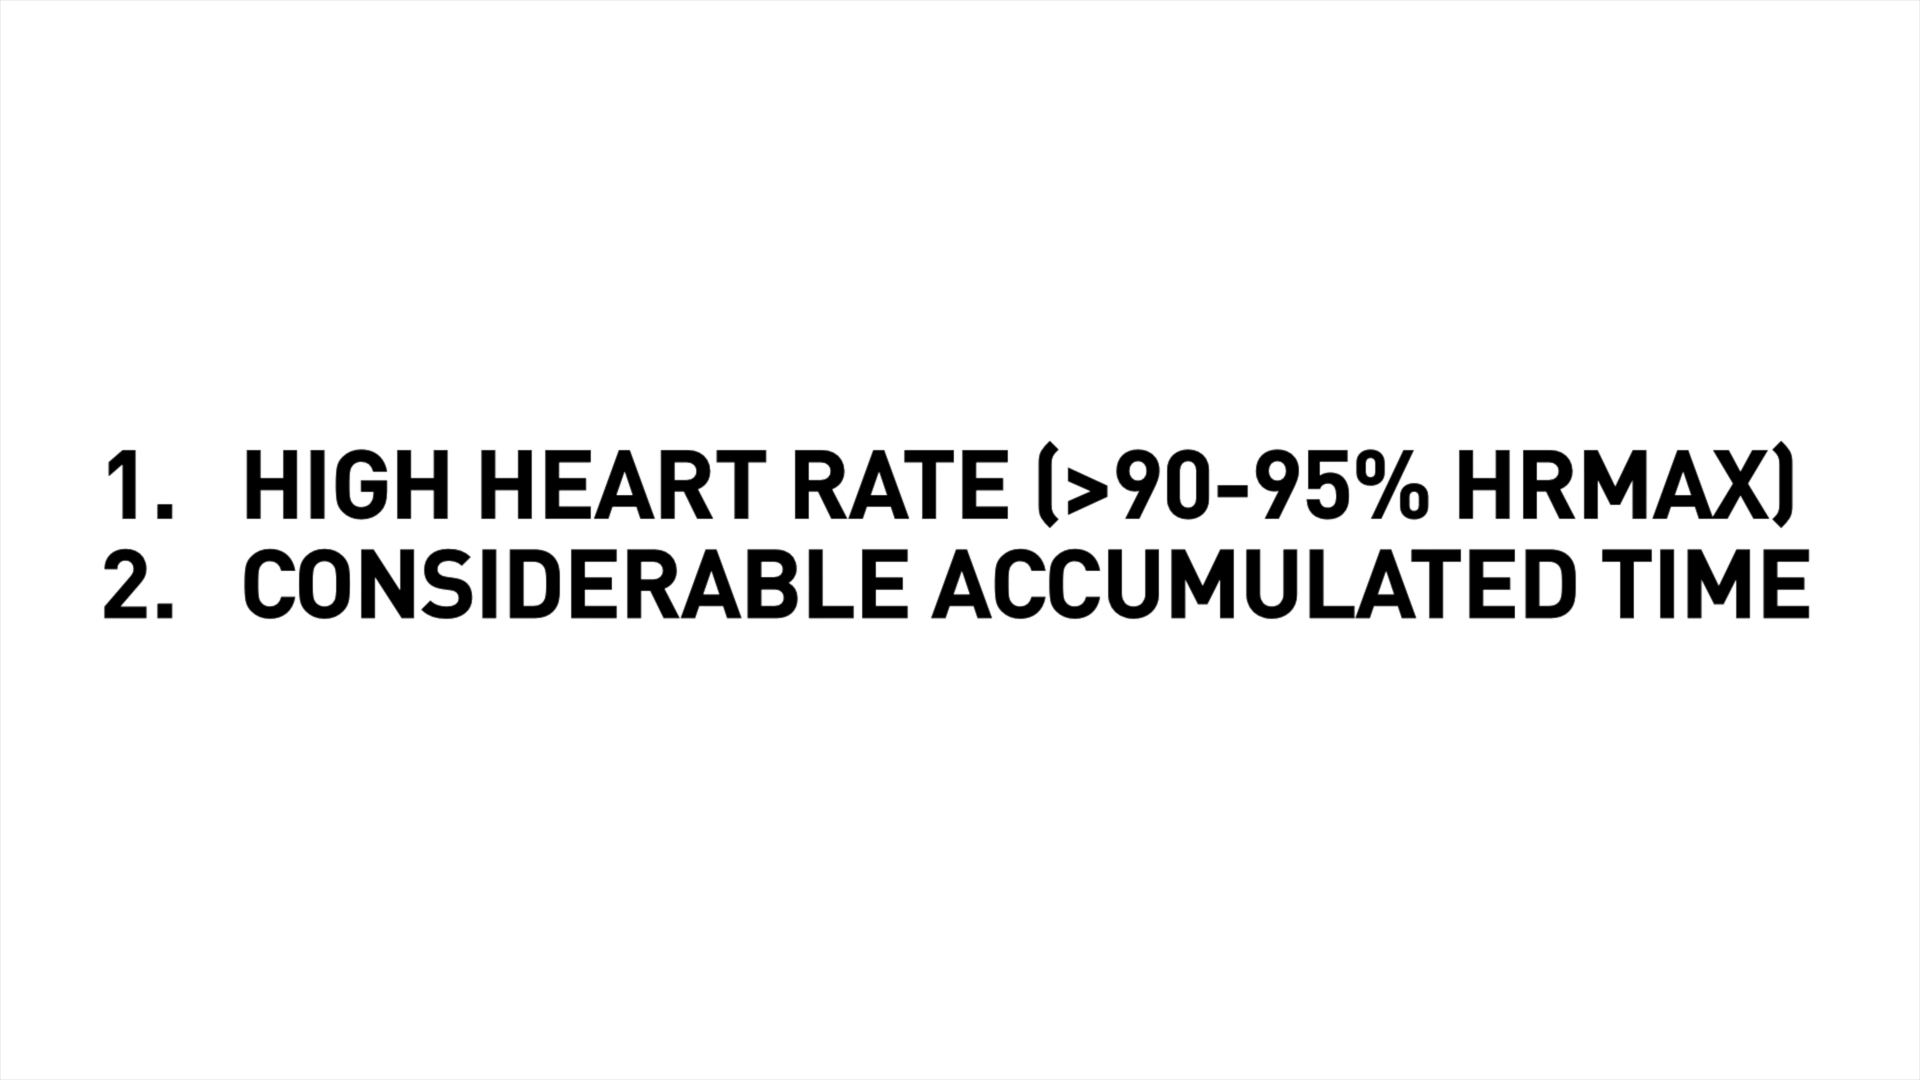 1. HIGH HEART RATE (>90-95% HRMAX)
2. CONSIDERABLE ACCUMULATED TIME